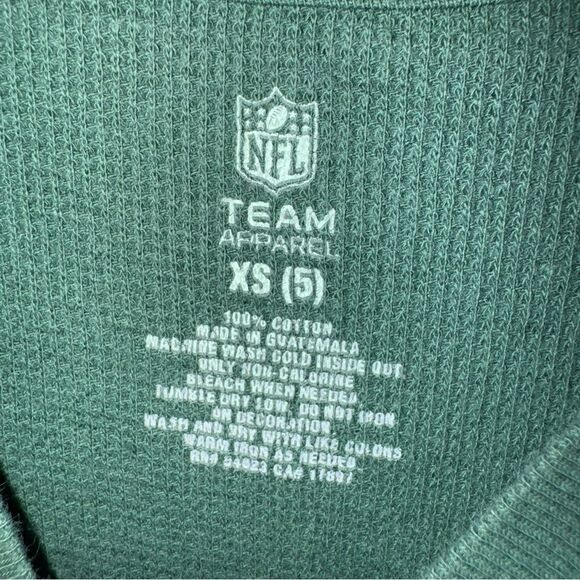 NFL
TEAM
APPAREL
XS (5)
100% COTTON
MADE IN GUATEMALA
MACHINE WASH COLD INSIDE OUT
ONLY NON-CHLORINE
BLEACH WHEN NEEDED
TUMBLE DRY LOW. DO NOT IRON
ON DECORATION
WASH AND DRY WITH LIKE COLORS
WARM IRON AS NEEDED
RN# CA#